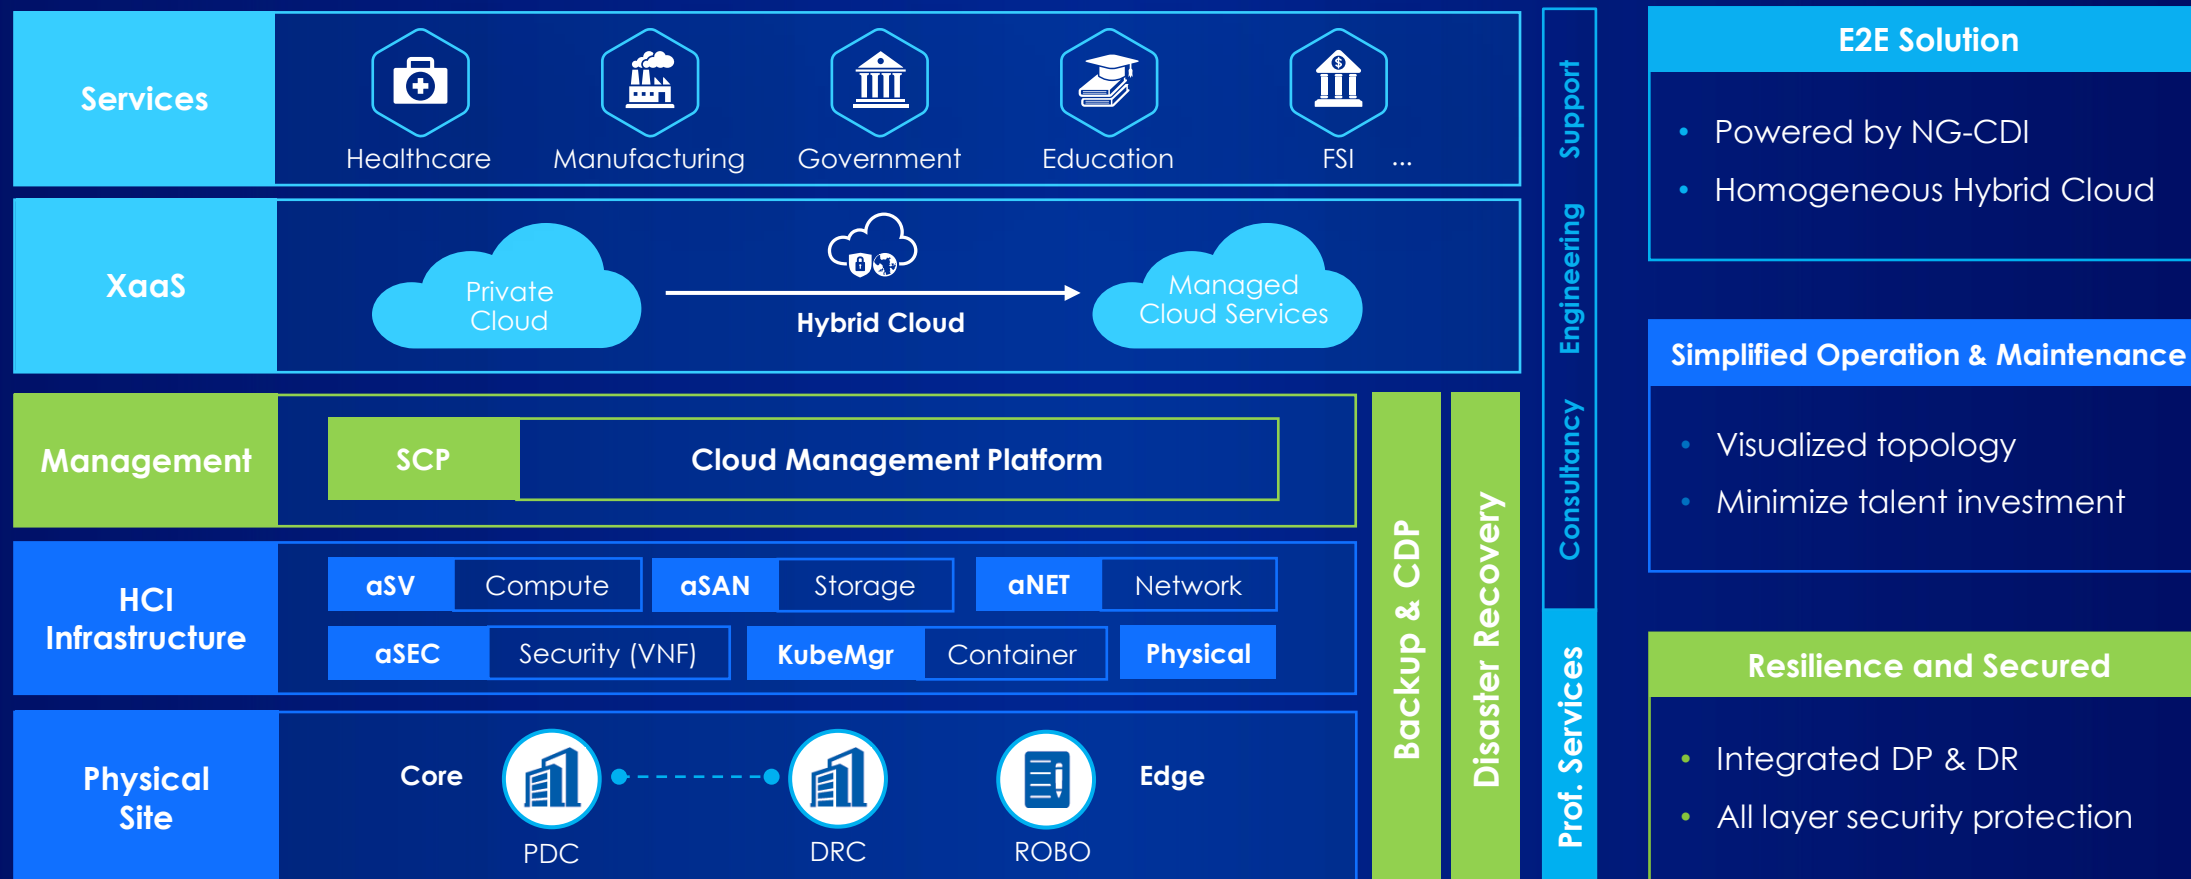 Services
Healthcare
Manufacturing
Government
Education
FSI ...
XaaS
Private
Cloud
Hybrid Cloud
Managed
Cloud Services
Management
SCP
Cloud Management Platform
HCI
Infrastructure
aSV
Compute
aSAN
Storage
aNET
Network
aSEC
Security (VNF)
KubeMgr
Container
Physical
Physical
Site
Core
PDC
DRC
ROBO
Edge
Backup & CDP
Disaster Recovery
Prof. Services
Consultancy
Engineering
Support
E2E Solution
• Powered by NG-CDI
• Homogeneous Hybrid Cloud
Simplified Operation & Maintenance
• Visualized topology
• Minimize talent investment
Resilience and Secured
• Integrated DP & DR
• All layer security protection